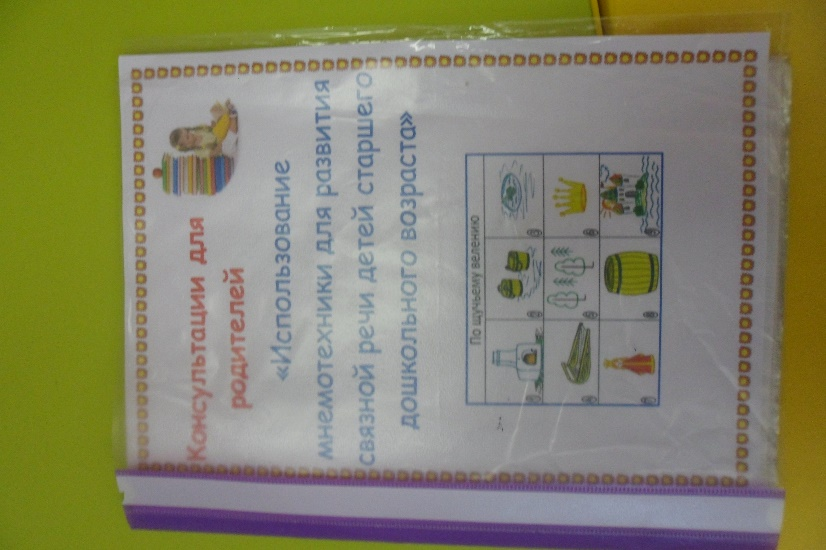 Консультации для
родителей
«Использование
мнемотехники для развития
связной речи детей старшего
дошкольного возраста»
По щучьему велению